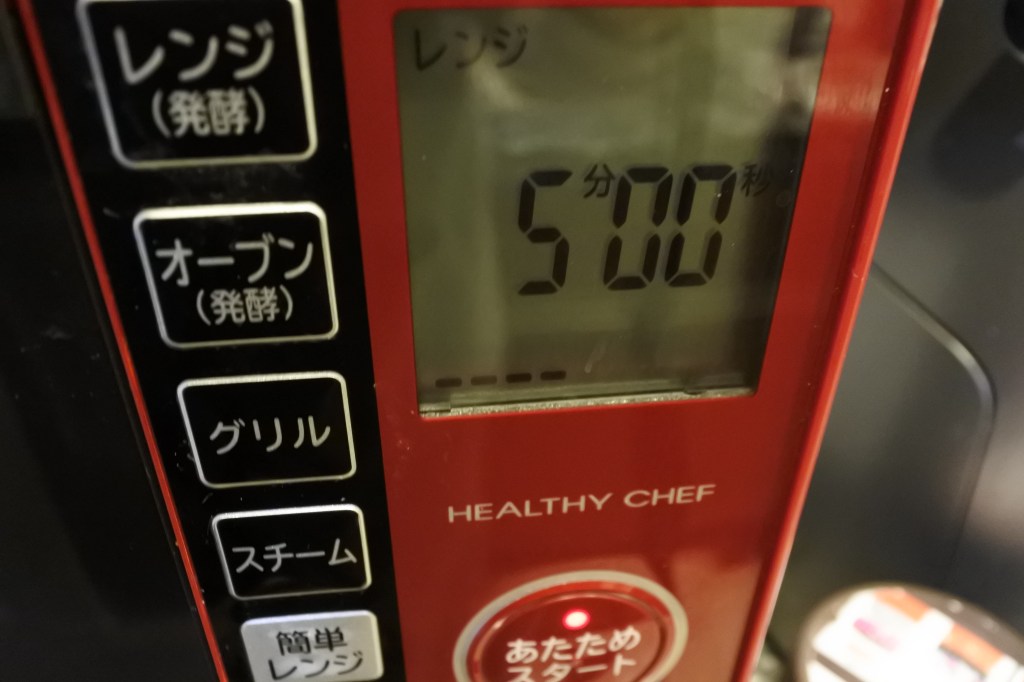 レンジ
(発酵)
オーブン
(発酵)
グリル
スチーム
簡単
レンジ
レンジ
5分00秒
HEALTHY CHEF
あたため
スタート